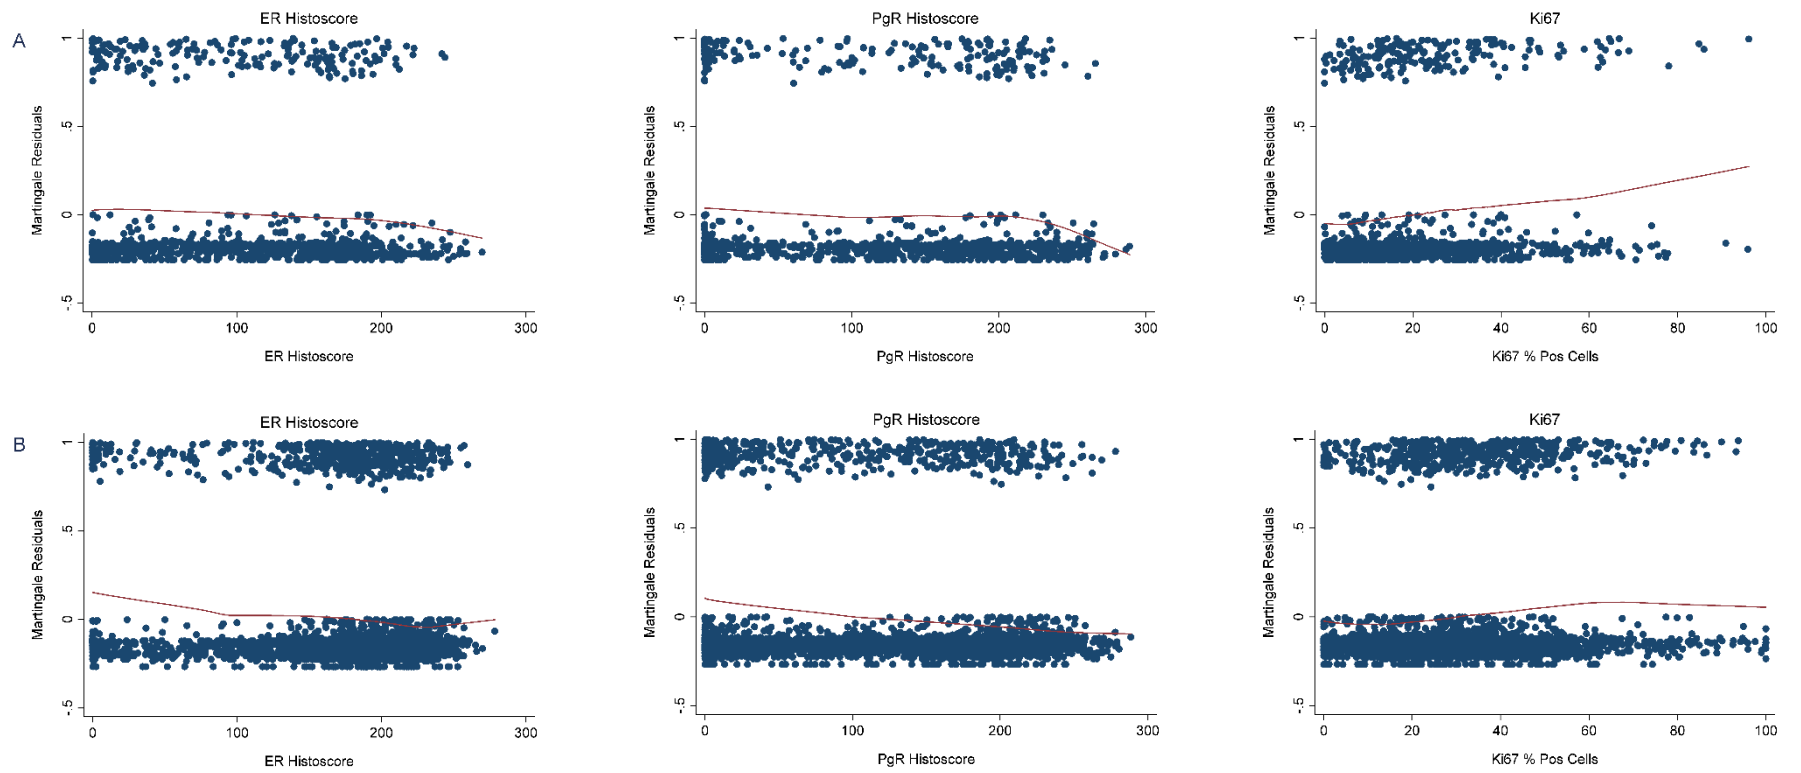 A
ER Histoscore
Martingale Residuals
1
.5
0
-.5
0 100 200 300
ER Histoscore
PgR Histoscore
Martingale Residuals
1
.5
0
-.5
0 100 200 300
PgR Histoscore
Ki67
Martingale Residuals
1
.5
0
-.5
0 20 40 60 80 100
Ki67 % Pos Cells
B
ER Histoscore
Martingale Residuals
1
.5
0
-.5
0 100 200 300
ER Histoscore
PgR Histoscore
Martingale Residuals
1
.5
0
-.5
0 100 200 300
PgR Histoscore
Ki67
Martingale Residuals
1
.5
0
-.5
0 20 40 60 80 100
Ki67 % Pos Cells